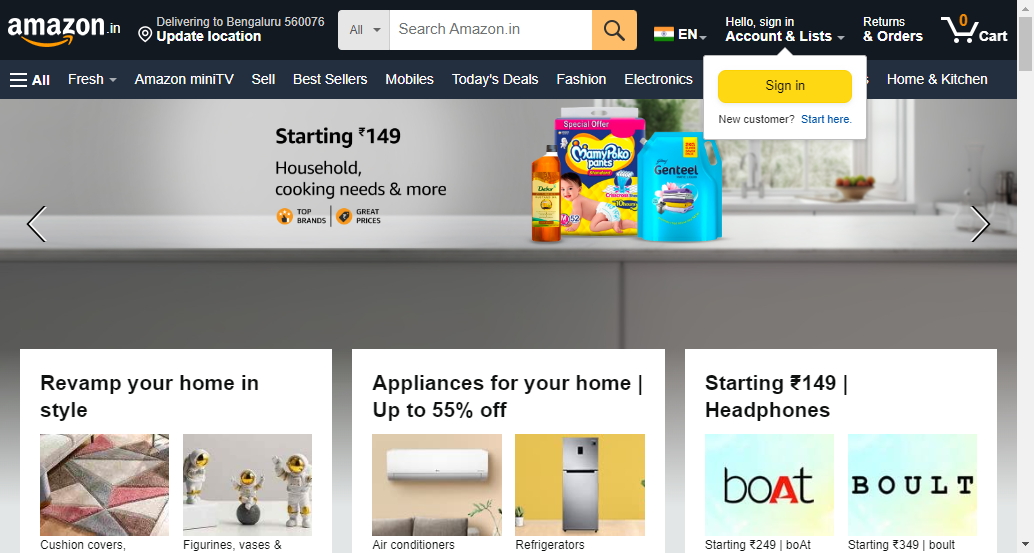 amazon.in
Delivering to Bengaluru 560076
Update location
All
Search Amazon.in
EN
Hello, sign in
Account & Lists
Returns
& Orders
0
Cart
All
Fresh
Amazon miniTV
Sell
Best Sellers
Mobiles
Today's Deals
Fashion
Electronics
Home & Kitchen
Sign in
New customer? Start here.
Starting ₹149
Household,
cooking needs & more
TOP
BRANDS
GREAT
PRICES
Special Offer
MamyPoko
pants
Standard
Crisscross
10hours
M 52
Dabur
Genteel
Revamp your home in
style
Cushion covers,
Figurines, vases &
Appliances for your home |
Up to 55% off
Air conditioners
Refrigerators
Starting ₹149 |
Headphones
boAt
BOULT
Starting ₹249 | boAt
Starting ₹349 | boult